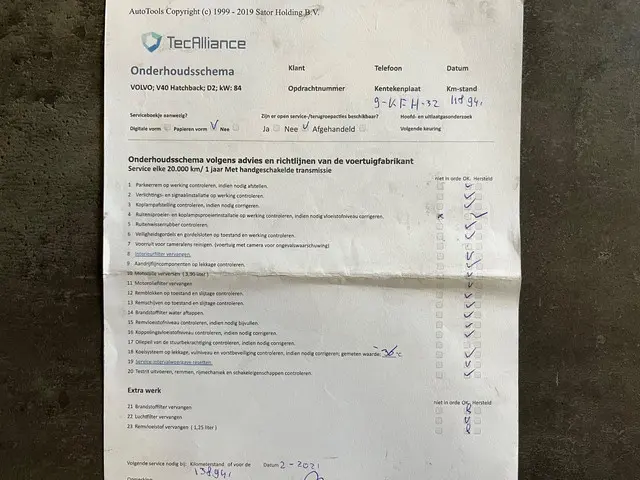 AutoTools Copyright (c) 1999 - 2019 Sator Holding B.V.
TecAlliance
Onderhoudsschema Klant Telefoon Datum
VOLVO; V40 Hatchback; D2; kW: 84 Opdrachtnummer Kentekenplaat Km-stand
9-KFH-32 11894
Serviceboekje aanwezig? Zijn er open service-/terugroepacties beschikbaar? Hoofd- en uitlaatgasonderzoek
Digitale vorm Papieren vorm V Nee Ja Nee V Afgehandeld Volgende keuring
Onderhoudsschema volgens advies en richtlijnen van de voertuigfabrikant
Service elke 20.000 km/ 1 jaar Met handgeschakelde transmissie
niet in orde OK. Hersteld
1 Parkeerrem op werking controleren, indien nodig afstellen.
2 Verlichtings- en signaalinstallatie op werking controleren.
3 Koplampafstelling controleren, indien nodig corrigeren.
4 Ruitensproeier- en koplampsproeierinstallatie op werking controleren, indien nodig vloeistofniveau corrigeren.
5 Ruitenwisserrubber controleren.
6 Veiligheidsgordels en gordelsloten op toestand en werking controleren.
7 Voorruit voor cameralens reinigen. (voertuig met camera voor ongevalswaarschuwing)
8 Interieurfilter vervangen.
9 Aandrijflijncomponenten op lekkage controleren.
10 Motorolie verversen ( 3,95 liter )
11 Motoroliefilter vervangen
12 Remblokken op toestand en slijtage controleren.
13 Remschijven op toestand en slijtage controleren.
14 Brandstoffilter water aftappen.
15 Remvloeistofniveau controleren, indien nodig bijvullen.
16 Koppelingsvloeistofniveau controleren, indien nodig corrigeren.
17 Oliepeil van de stuurbekrachtiging controleren, indien nodig corrigeren.
18 Koelsysteem op lekkage, vulniveau en vorstbeveiliging controleren, indien nodig corrigeren; gemeten waarde: 36 °C
19 Service-intervalweergave resetten.
20 Testrit uitvoeren, remmen, rijmechaniek en schakeleigenschappen controleren.
Extra werk
niet in orde OK. Hersteld
21 Brandstoffilter vervangen
22 Luchtfilter vervangen
23 Remvloeistof vervangen ( 1,25 liter )
Volgende service nodig bij: Kilometerstand of voor de Datum 2-2021
13894